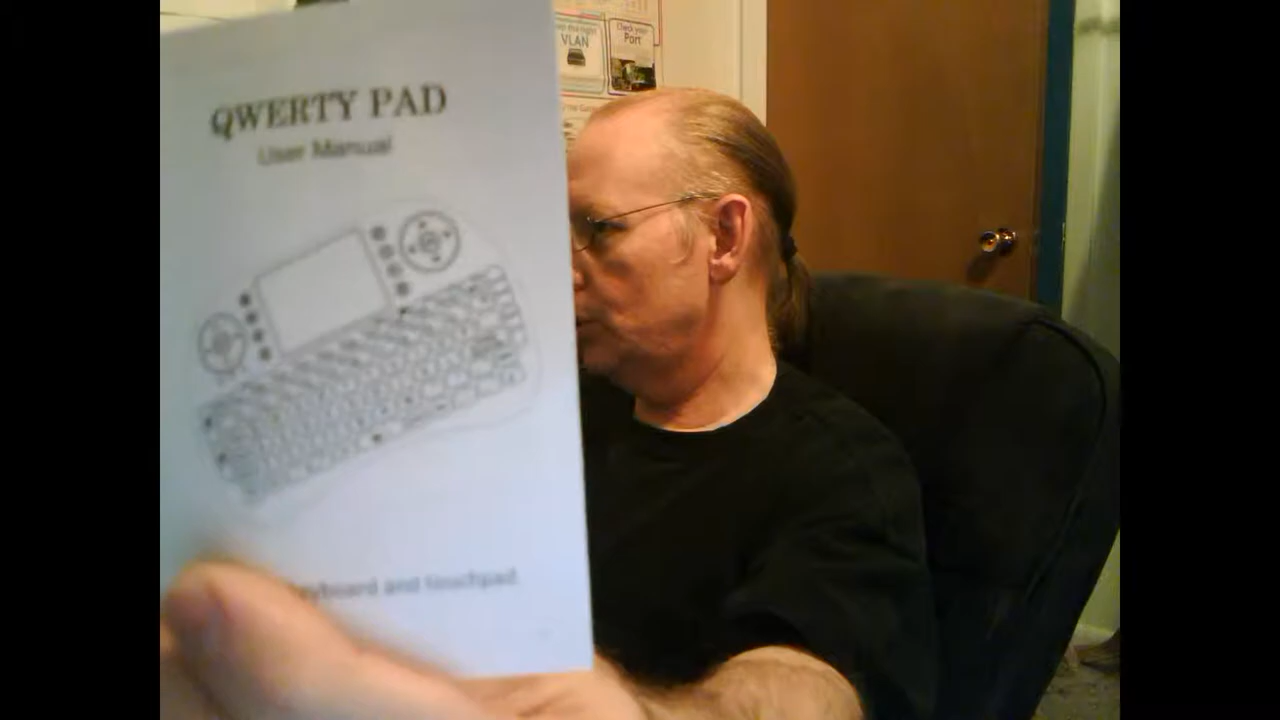 QWERTY PAD
User Manual
keyboard and touchpad
VLAN
Check your
Port